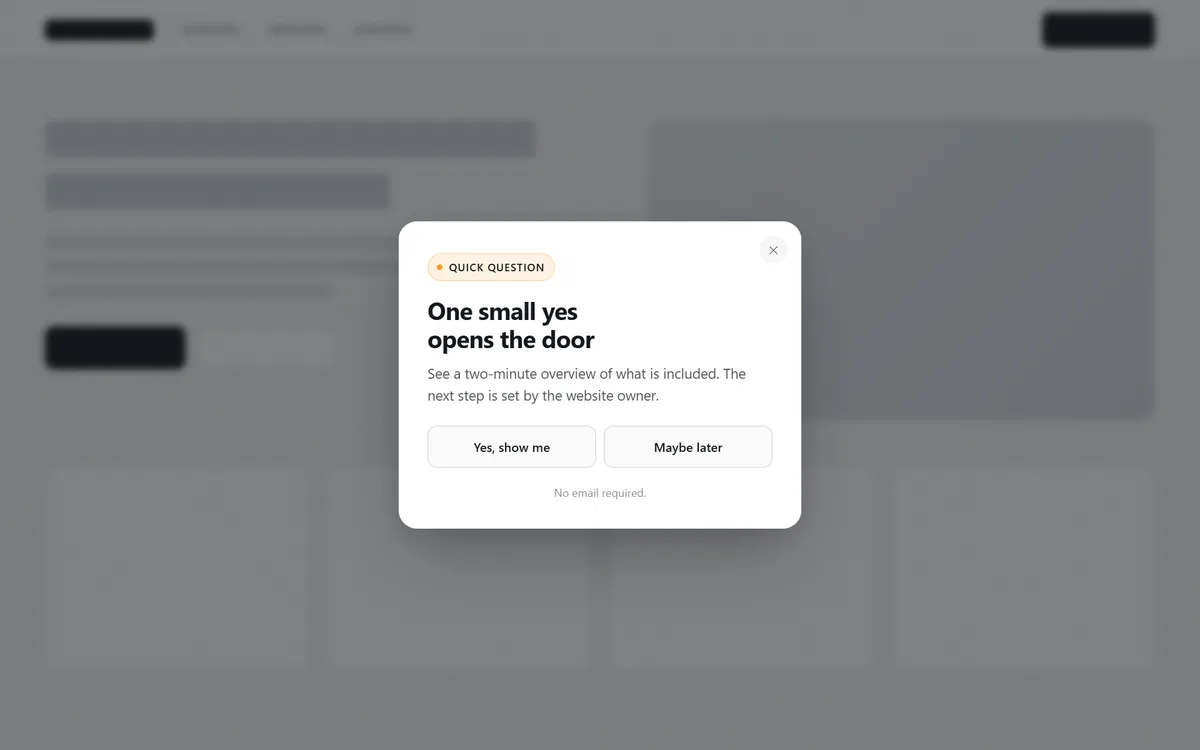 QUICK QUESTION
One small yes
opens the door
See a two-minute overview of what is included. The
next step is set by the website owner.
Yes, show me
Maybe later
No email required.